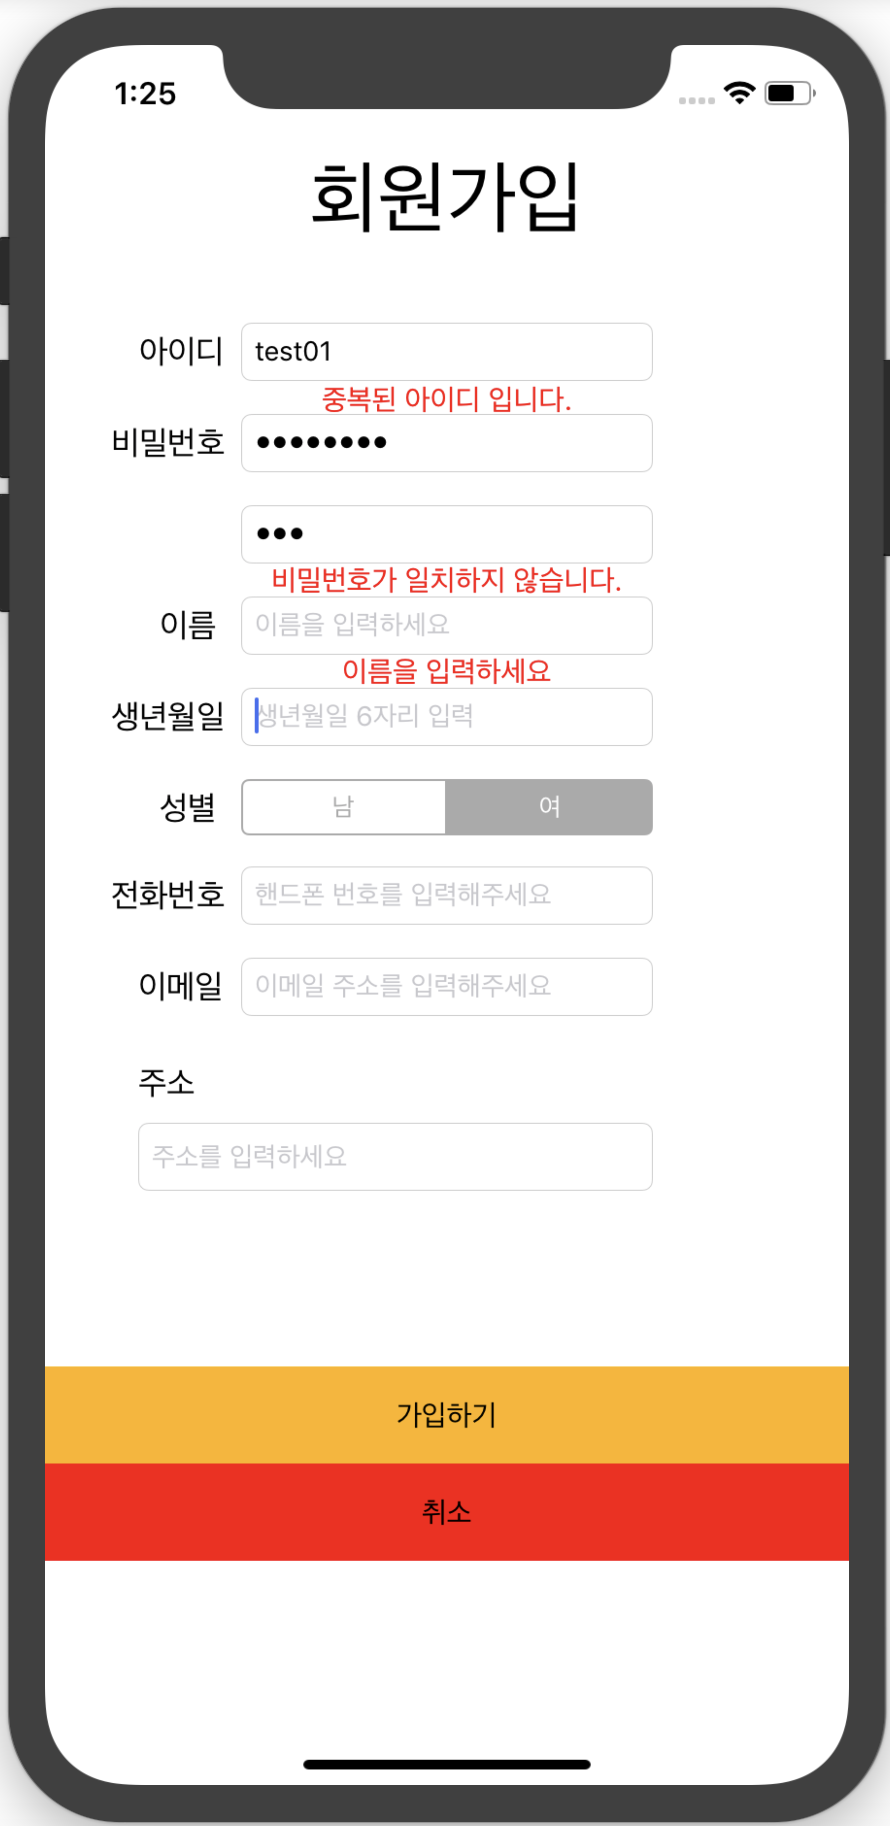 1:25
회원가입
아이디 test01
중복된 아이디 입니다.
비밀번호 ••••••••
•••
비밀번호가 일치하지 않습니다.
이름 이름을 입력하세요
이름을 입력하세요
생년월일 생년월일 6자리 입력
성별 남 여
전화번호 핸드폰 번호를 입력해주세요
이메일 이메일 주소를 입력해주세요
주소
주소를 입력하세요
가입하기
취소